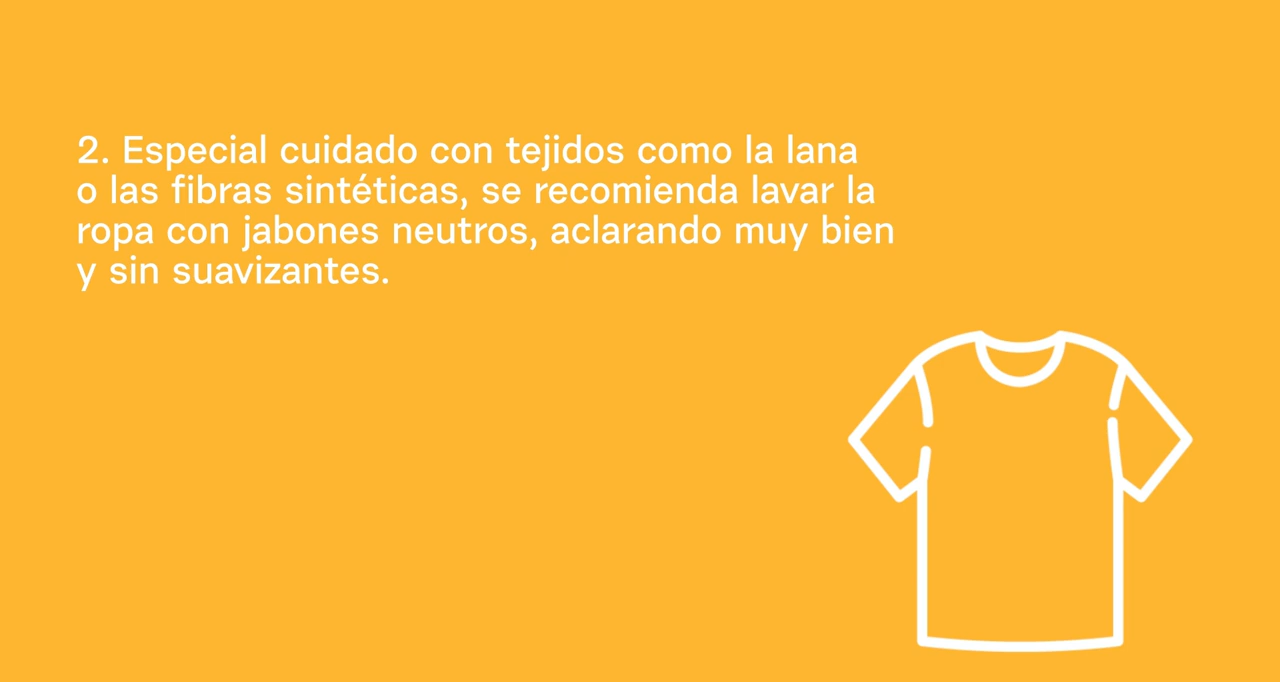 2. Especial cuidado con tejidos como la lana
o las fibras sintéticas, se recomienda lavar la
ropa con jabones neutros, aclarando muy bien
y sin suavizantes.